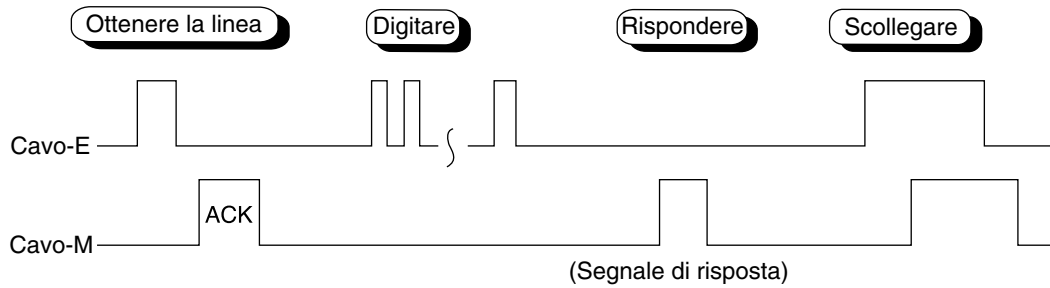 Ottenere la linea
Digitare
Rispondere
Scollegare
Cavo-E
ACK
Cavo-M
(Segnale di risposta)